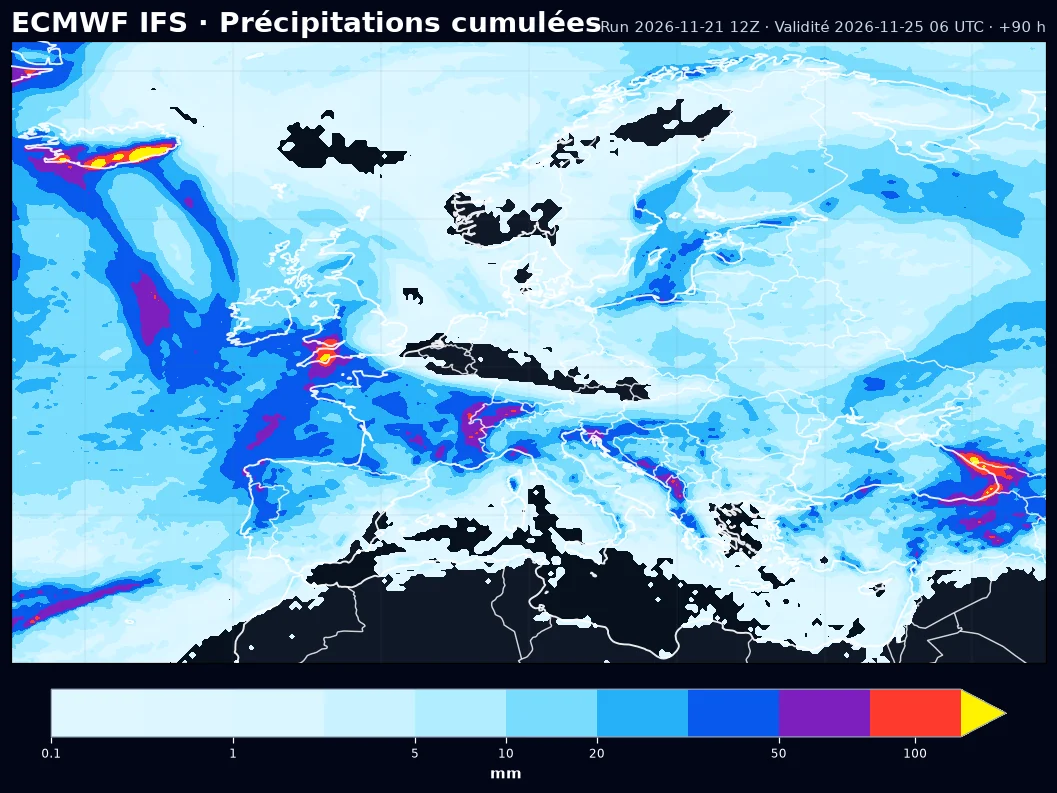 ECMWF IFS · Précipitations cumulées
Run 2026-11-21 12Z · Validité 2026-11-25 06 UTC · +90 h
0.1 1 5 10 20 50 100
mm